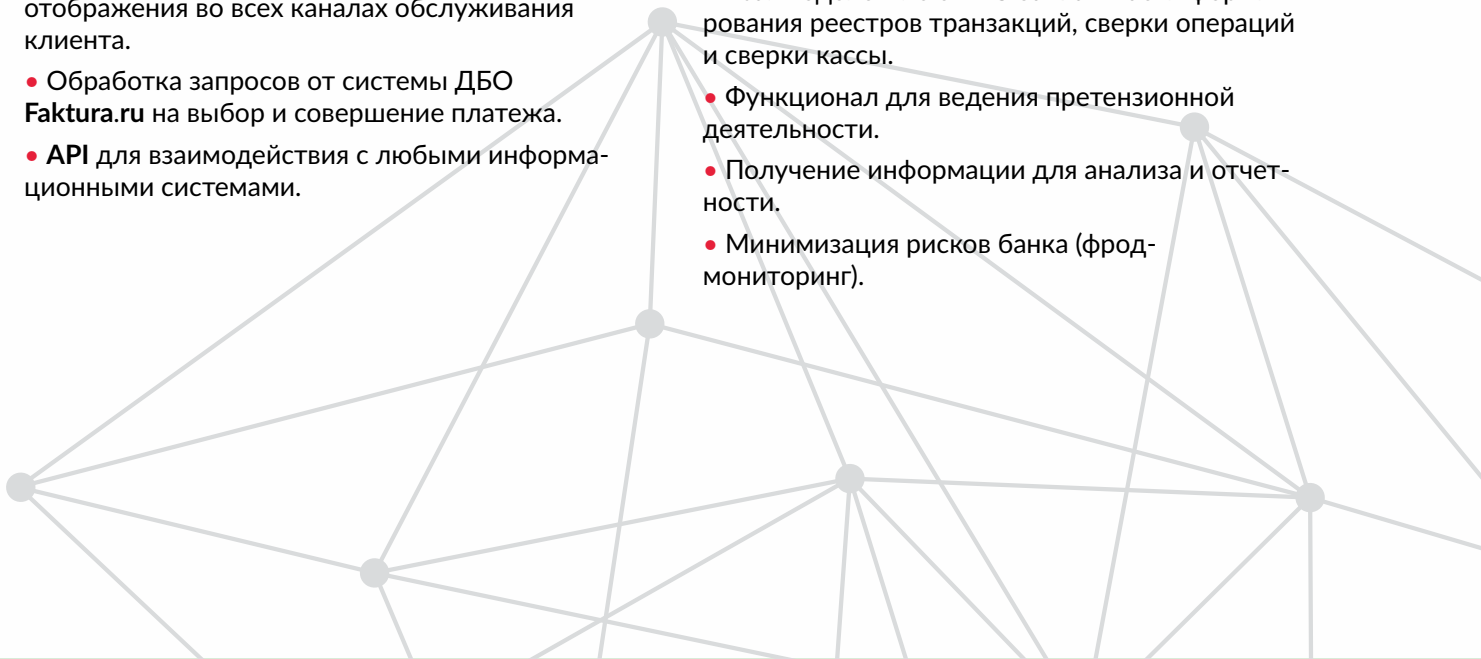 отображения во всех каналах обслуживания
клиента.
• Обработка запросов от системы ДБО
Faktura.ru на выбор и совершение платежа.
• API для взаимодействия с любыми информа-
ционными системами.
рования реестров транзакций, сверки операций
и сверки кассы.
• Функционал для ведения претензионной
деятельности.
• Получение информации для анализа и отчет-
ности.
• Минимизация рисков банка (фрод-
мониторинг).